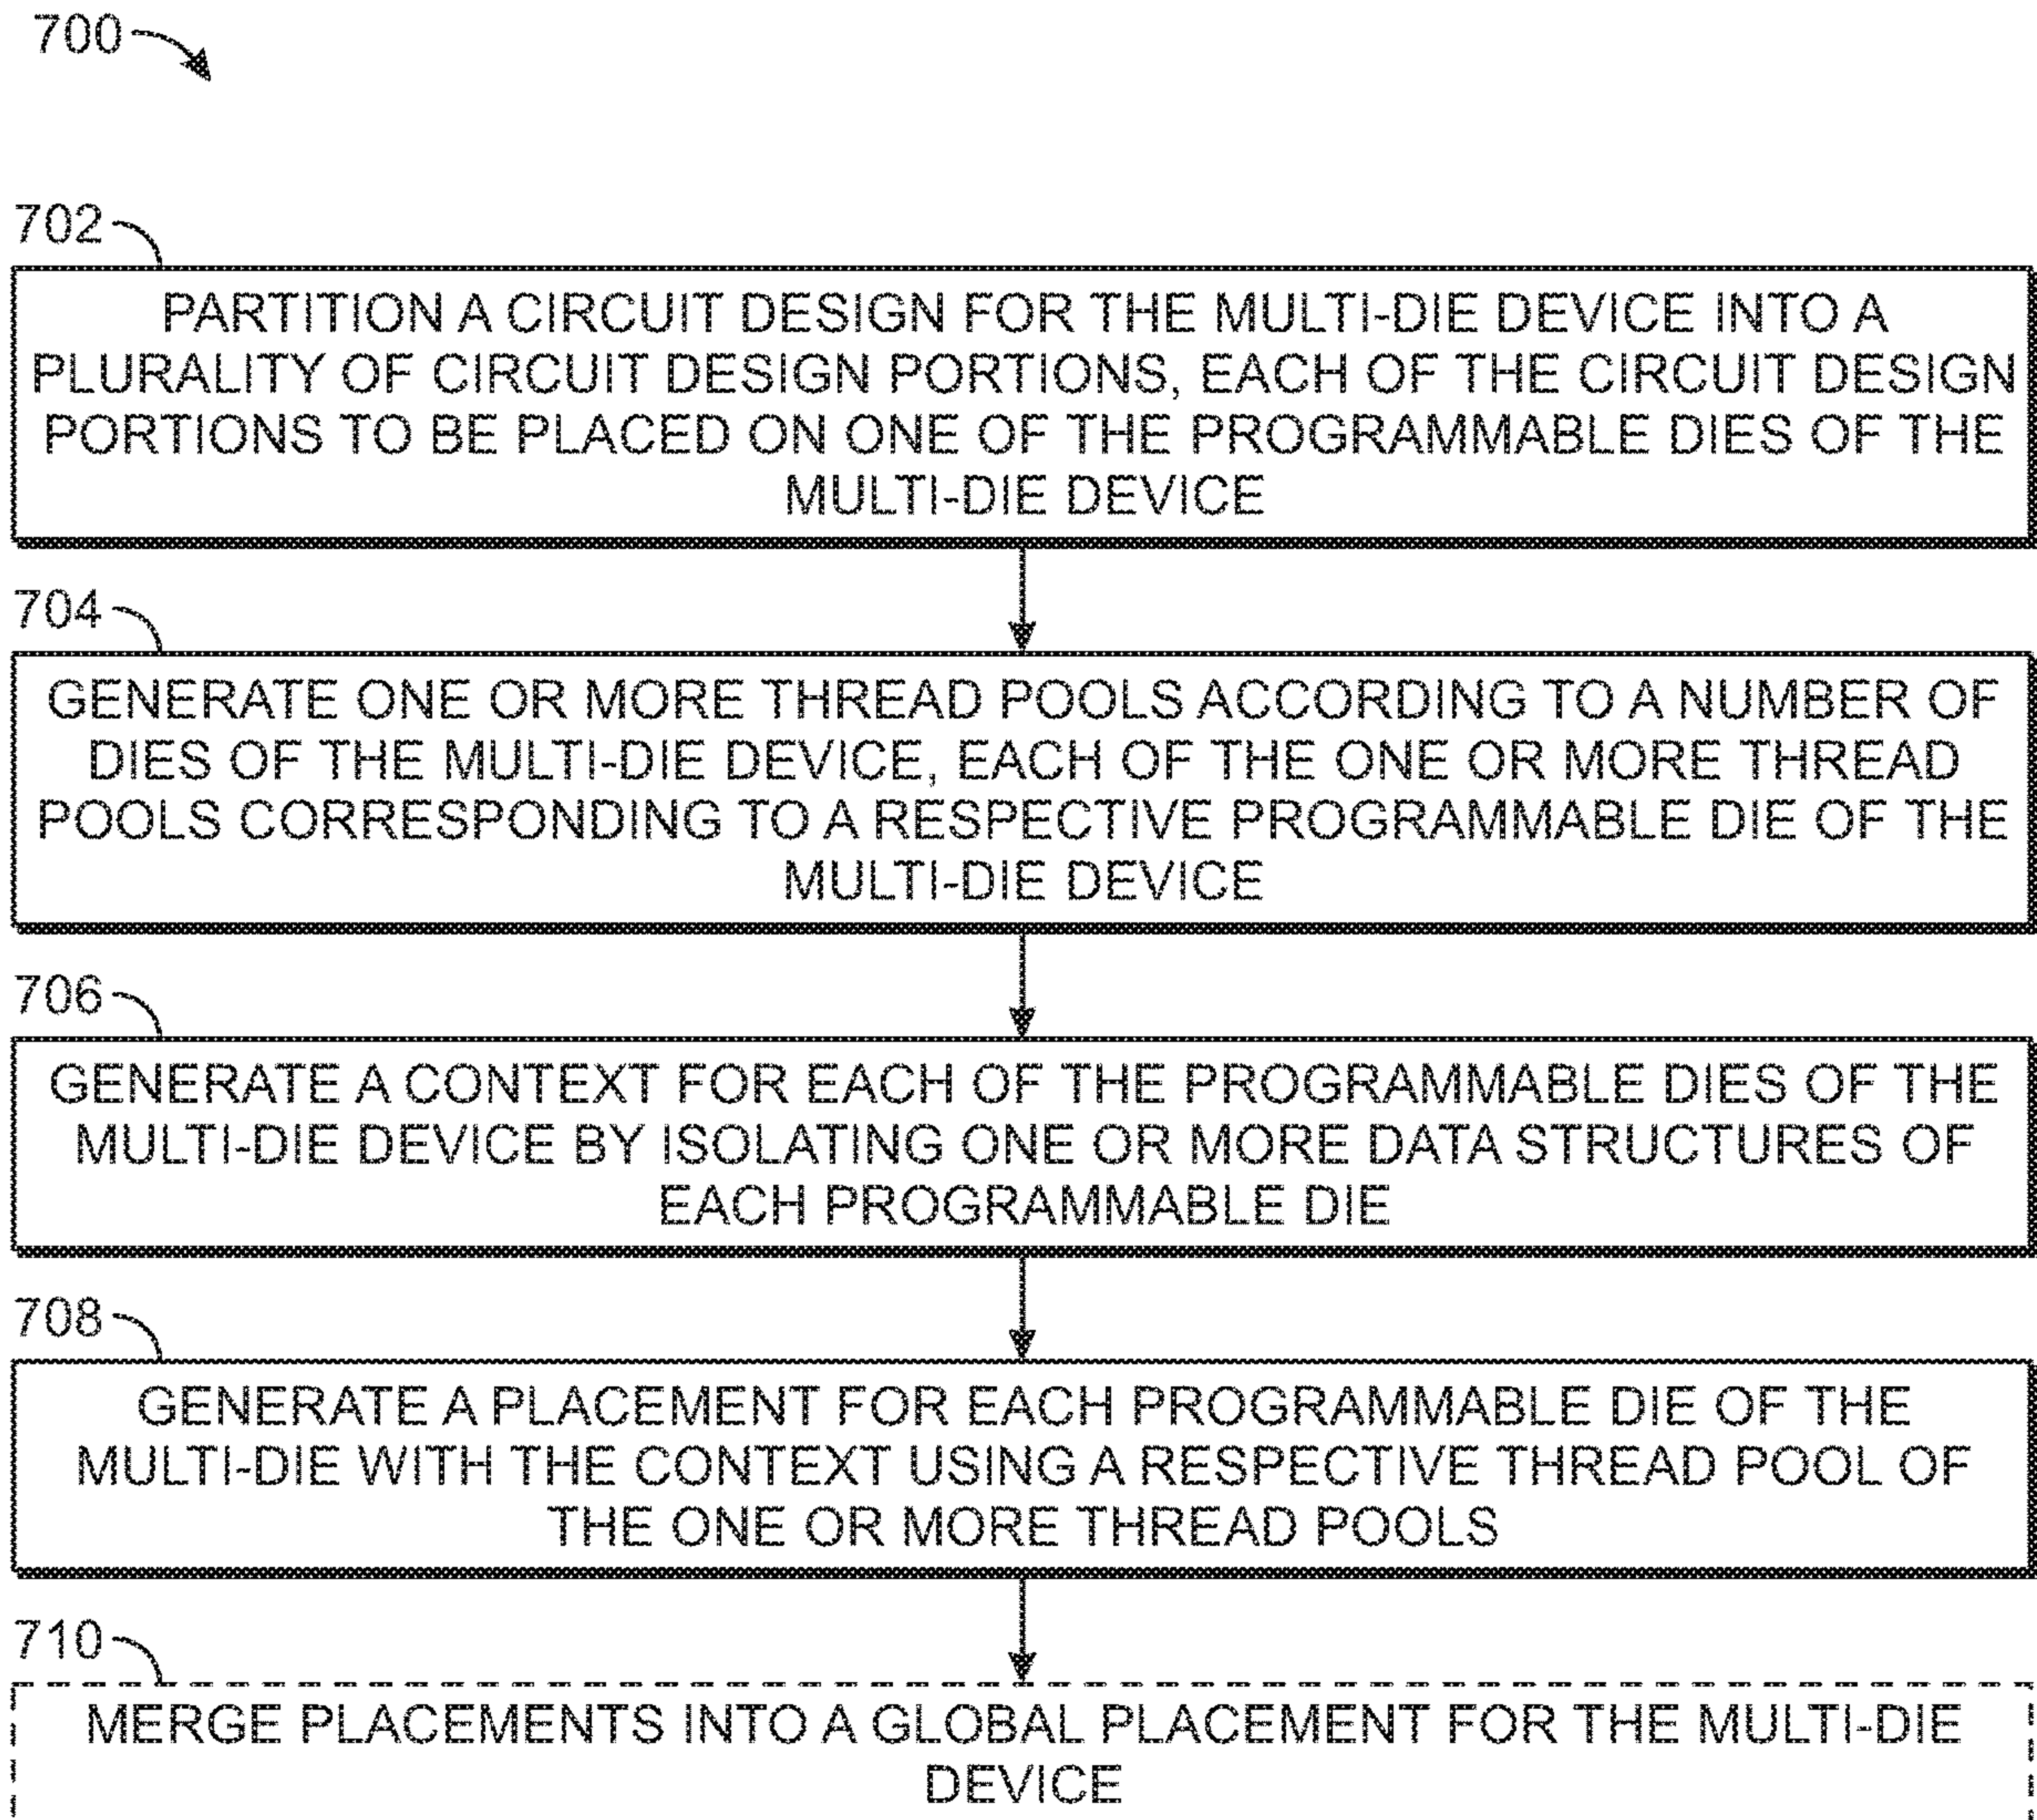 700
702
PARTITION A CIRCUIT DESIGN FOR THE MULTI-DIE DEVICE INTO A
PLURALITY OF CIRCUIT DESIGN PORTIONS, EACH OF THE CIRCUIT DESIGN
PORTIONS TO BE PLACED ON ONE OF THE PROGRAMMABLE DIES OF THE
MULTI-DIE DEVICE
704
GENERATE ONE OR MORE THREAD POOLS ACCORDING TO A NUMBER OF
DIES OF THE MULTI-DIE DEVICE, EACH OF THE ONE OR MORE THREAD
POOLS CORRESPONDING TO A RESPECTIVE PROGRAMMABLE DIE OF THE
MULTI-DIE DEVICE
706
GENERATE A CONTEXT FOR EACH OF THE PROGRAMMABLE DIES OF THE
MULTI-DIE DEVICE BY ISOLATING ONE OR MORE DATA STRUCTURES OF
EACH PROGRAMMABLE DIE
708
GENERATE A PLACEMENT FOR EACH PROGRAMMABLE DIE OF THE
MULTI-DIE WITH THE CONTEXT USING A RESPECTIVE THREAD POOL OF
THE ONE OR MORE THREAD POOLS
710
MERGE PLACEMENTS INTO A GLOBAL PLACEMENT FOR THE MULTI-DIE
DEVICE